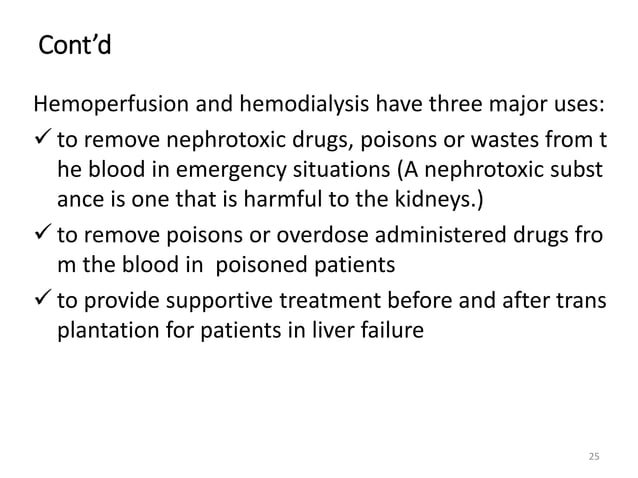 Cont’d
Hemoperfusion and hemodialysis have three major uses:
✓ to remove nephrotoxic drugs, poisons or wastes from t
he blood in emergency situations (A nephrotoxic subst
ance is one that is harmful to the kidneys.)
✓ to remove poisons or overdose administered drugs fro
m the blood in  poisoned patients
✓ to provide supportive treatment before and after trans
plantation for patients in liver failure
25